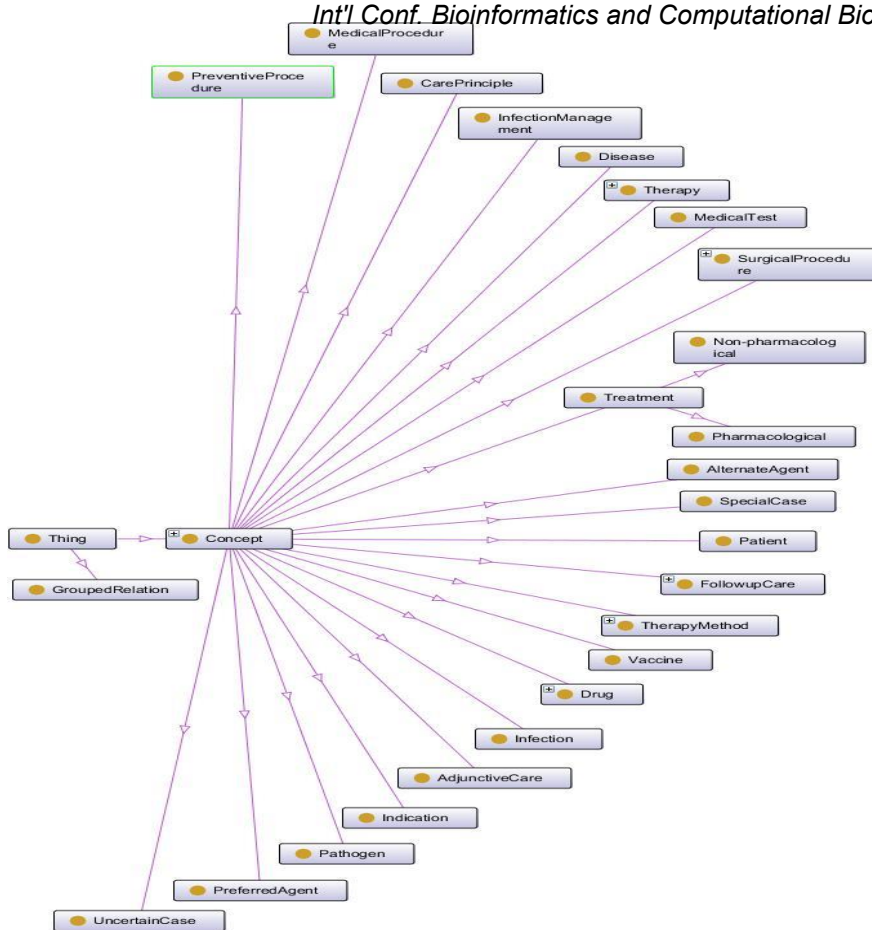 Int'l Conf. Bioinformatics and Computational Bio
MedicalProcedur
e
PreventiveProce
dure
CarePrinciple
InfectionManage
ment
Disease
Therapy
MedicalTest
SurgicalProcedu
re
Non-pharmacolog
ical
Treatment
Pharmacological
AlternateAgent
SpecialCase
Thing
Concept
Patient
GroupedRelation
FollowupCare
TherapyMethod
Vaccine
Drug
Infection
AdjunctiveCare
Indication
Pathogen
PreferredAgent
UncertainCase